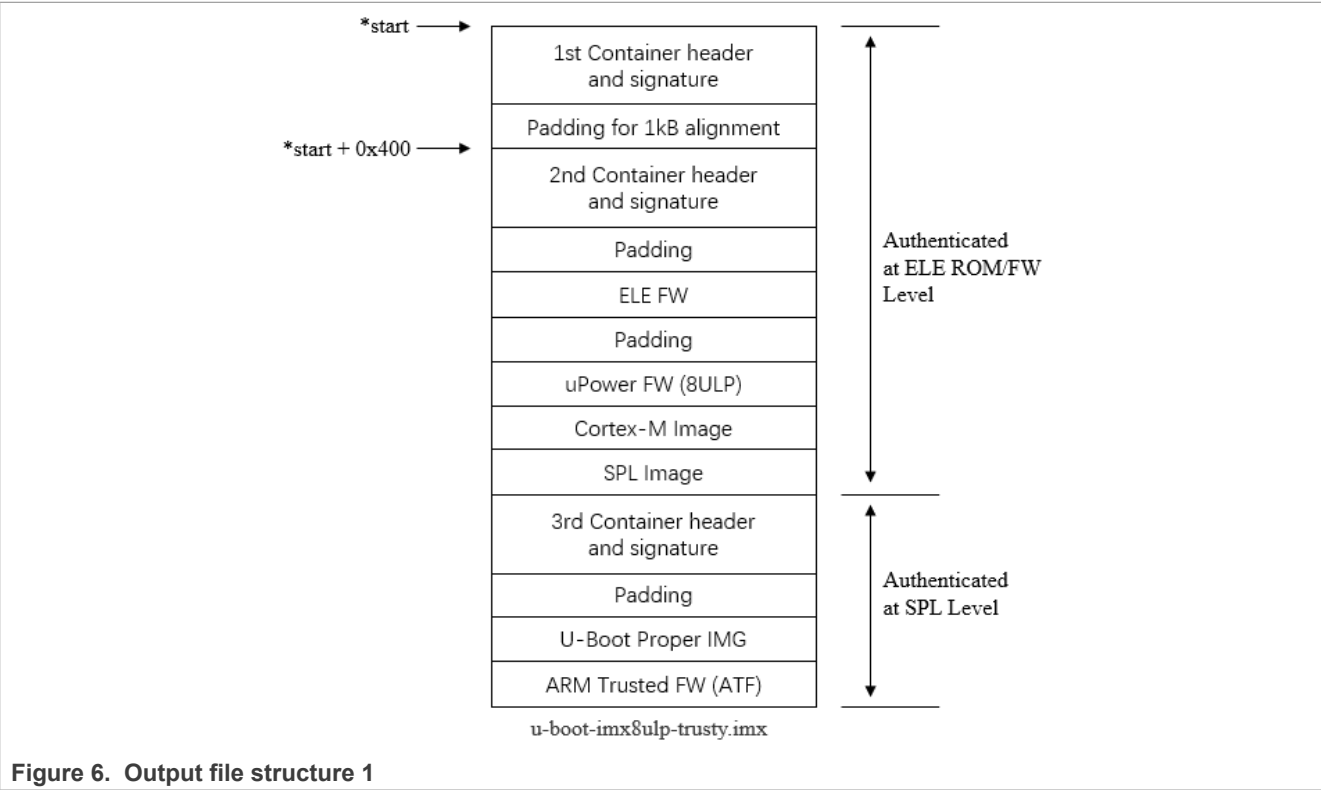 *start
1st Container header
and signature
Padding for 1kB alignment
*start + 0x400
2nd Container header
and signature
Padding
Authenticated
at ELE ROM/FW
Level
ELE FW
Padding
uPower FW (8ULP)
Cortex-M Image
SPL Image
3rd Container header
and signature
Padding
Authenticated
at SPL Level
U-Boot Proper IMG
ARM Trusted FW (ATF)
u-boot-imx8ulp-trusty.imx
Figure 6. Output file structure 1